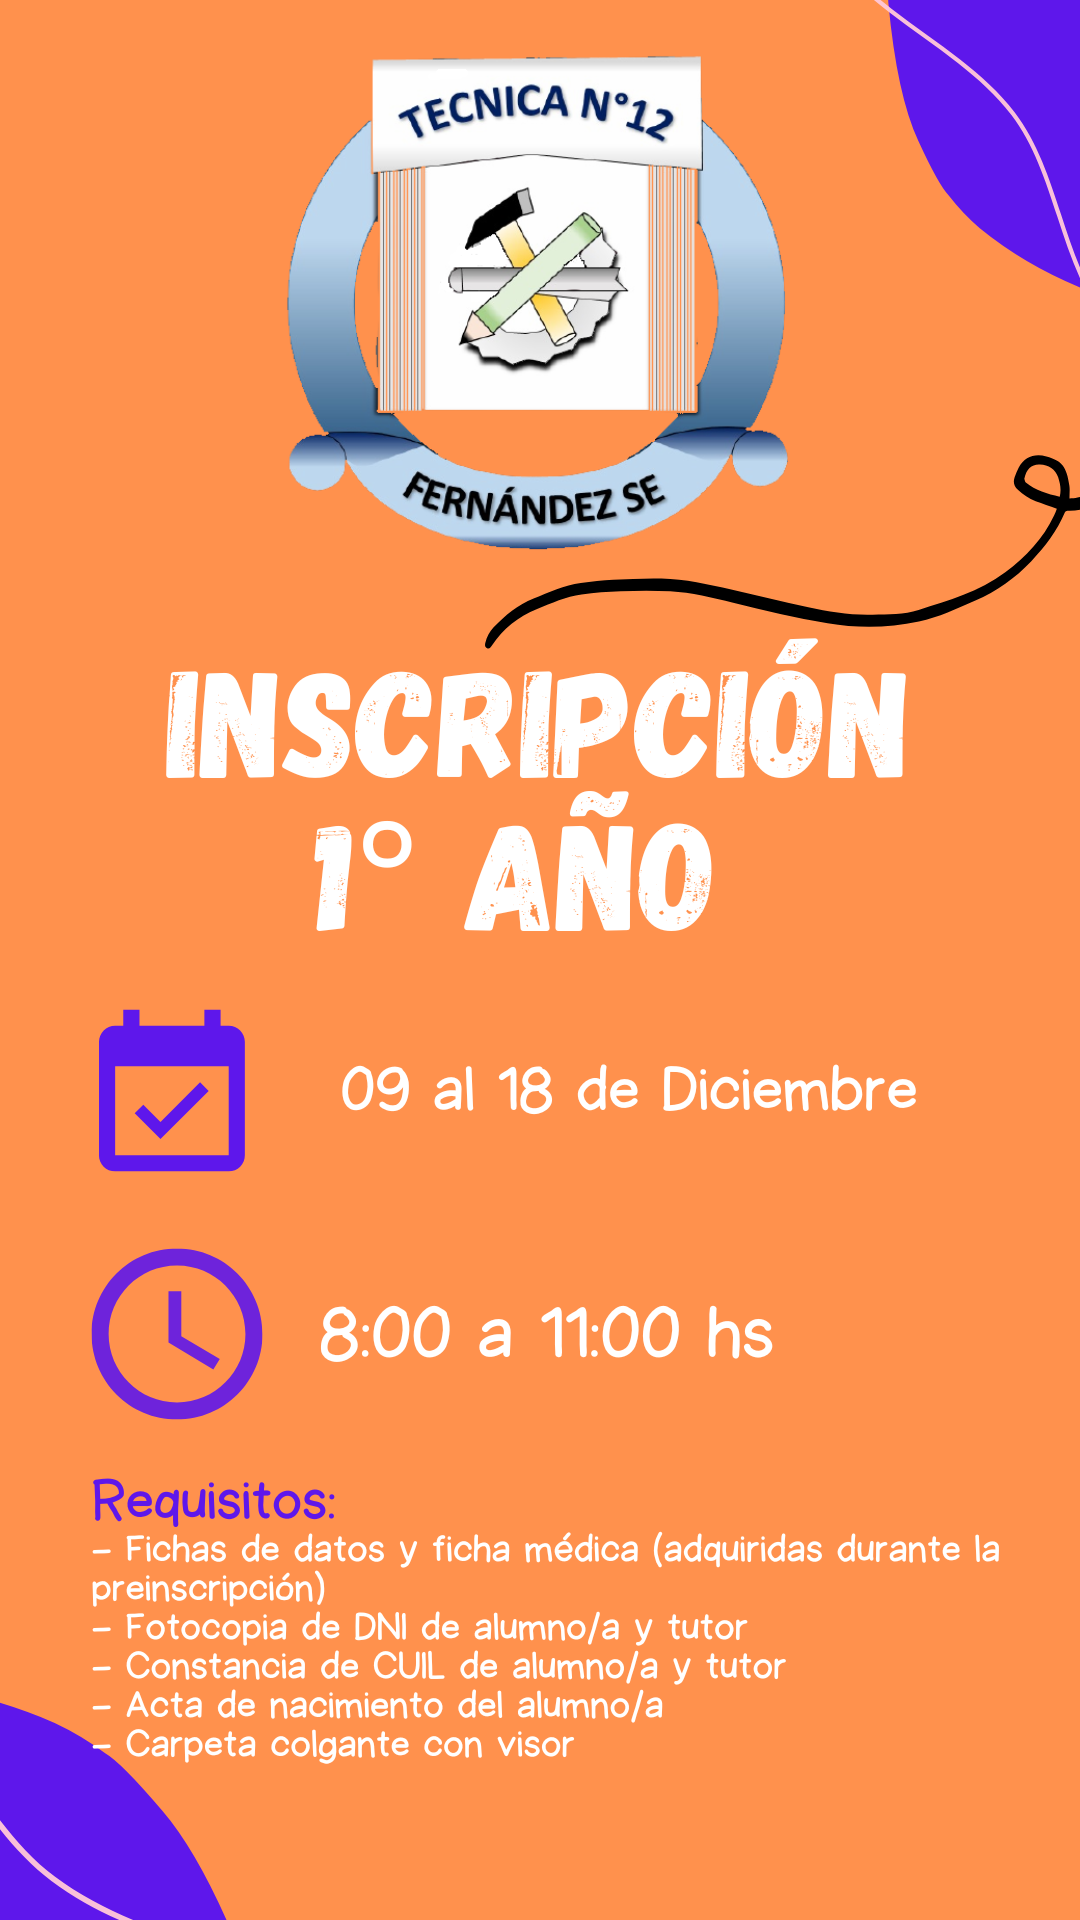 TECNICA N°12
FERNÁNDEZ SE
INSCRIPCIÓN
1° AÑO
09 al 18 de Diciembre
8:00 a 11:00 hs
Requisitos:
- Fichas de datos y ficha médica (adquiridas durante la
preinscripción)
- Fotocopia de DNI de alumno/a y tutor
- Constancia de CUIL de alumno/a y tutor
- Acta de nacimiento del alumno/a
- Carpeta colgante con visor